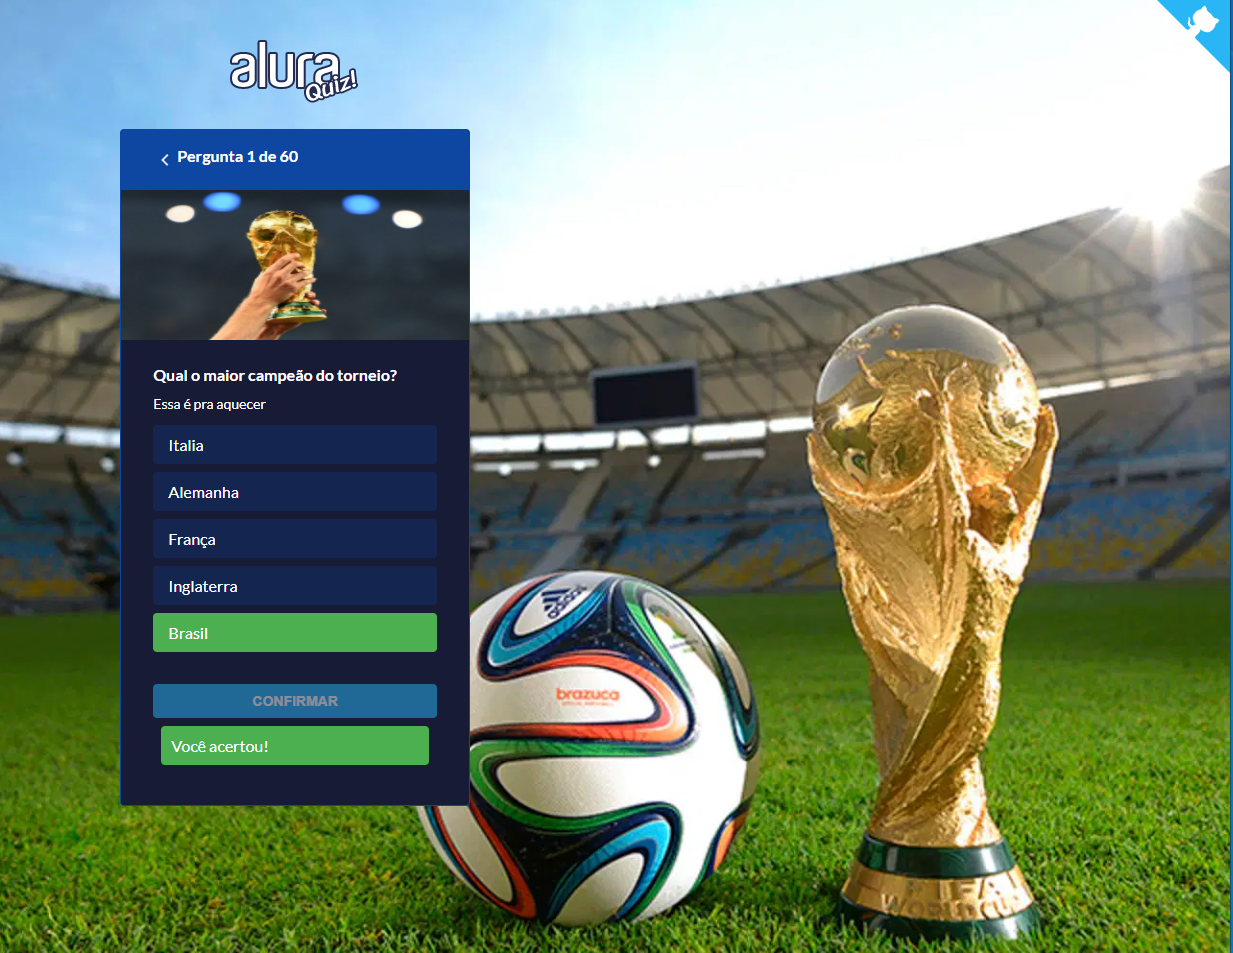 alura
Quiz!
Pergunta 1 de 60
Qual o maior campeão do torneio?
Essa é pra aquecer
Italia
Alemanha
França
Inglaterra
Brasil
CONFIRMAR
Você acertou!
adidas
brazuca
FIFA
WORLD CUP